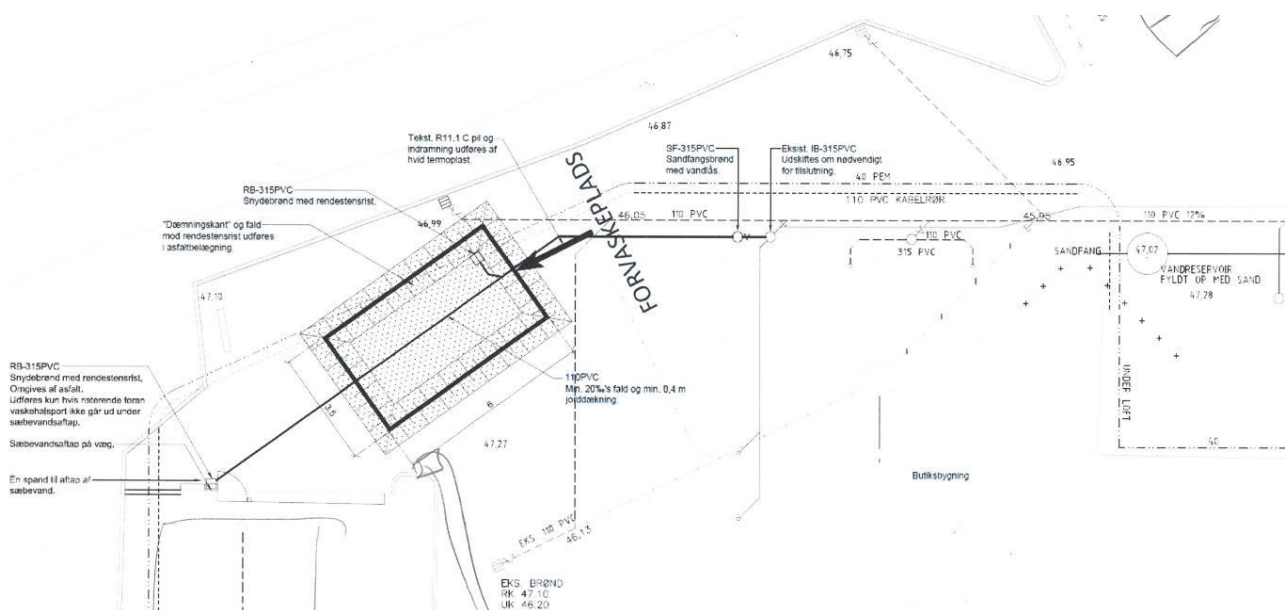 46,75
46,87
Tekst. R11,1 C pil og
indramning udføres af
hvid termoplast.
SF-315PVC
Sandfangsbrønd
med vandlås.
Eksist. IB-315PVC
Udskiftes om nødvendigt
for tilslutning.
46,95
40 PEM
110 PVC KABELRØR
RB-315PVC
Snydebrønd med rendestensrist.
46,99
FORVASKEPLADS
46,05
110 PVC
45,95
110 PVC 12‰
"Dæmningskant" og fald
mod rendestensrist udføres
i asfaltbelægning.
110 PVC
315 PVC
SANDFANG
47,02
VANDRESERVOIR
FYLDT OP MED SAND
47,28
47,10
RB-315PVC
Snydebrønd med rendestensrist,
Omgives af asfalt.
Udføres kun hvis risterende foran
vaskehalsport ikke går ud under
sæbevandsaftap.
110PVC
Min. 20‰'s fald og min. 0,4 m
jorddækning.
3.5
6
UNDER LOFT
Sæbevandsaftap på væg.
47,27
40
Én spand til aftap af
sæbevand.
Butiksbygning
EKS 110 PVC
46,13
EKS. BRØND
RK 47.10
UK 46.20